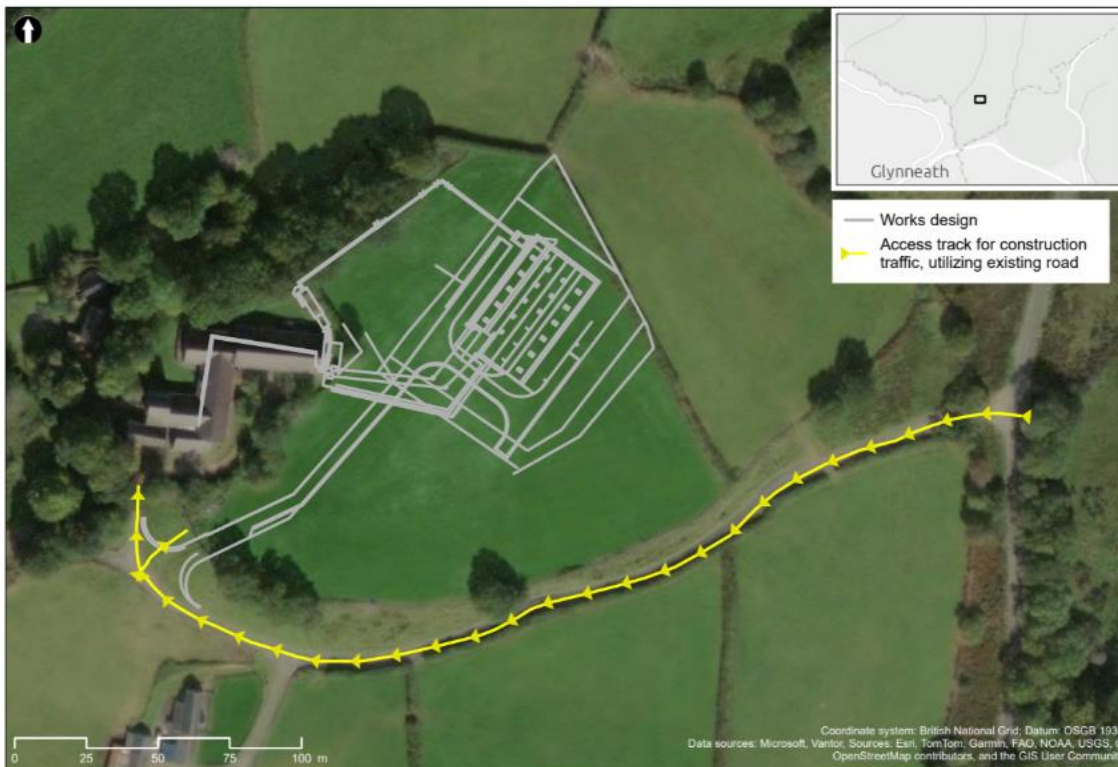 Glynneath
Works design
Access track for construction
traffic, utilizing existing road
0 25 50 100 m
Coordinate system: British National Grid; Datum: OSGB 193
Data sources: Microsoft, Vantor, Sources: Esri, TomTom, Garmin, FAO, NOAA, USGS,
OpenStreetMap contributors, and the GIS User Commun